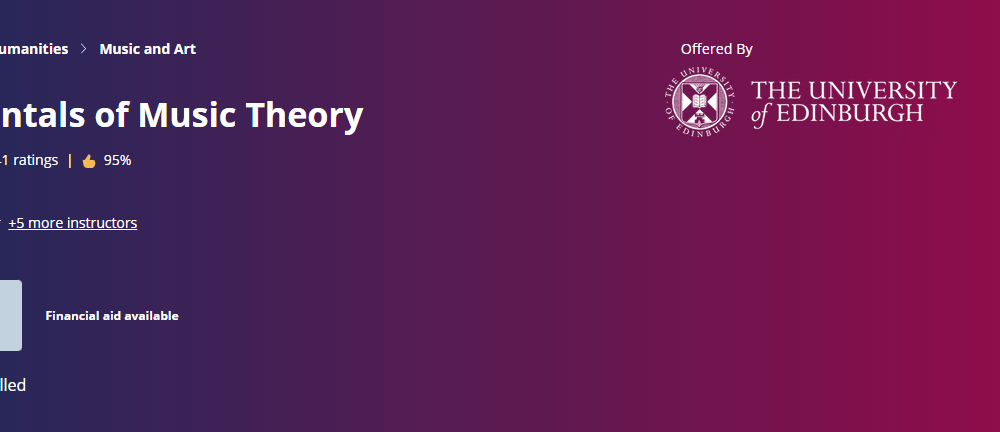 umanities > Music and Art
Offered By
THE UNIVERSITY OF EDINBURGH
THE UNIVERSITY
of EDINBURGH
ntals of Music Theory
1 ratings | 👍 95%
+5 more instructors
Financial aid available
lled